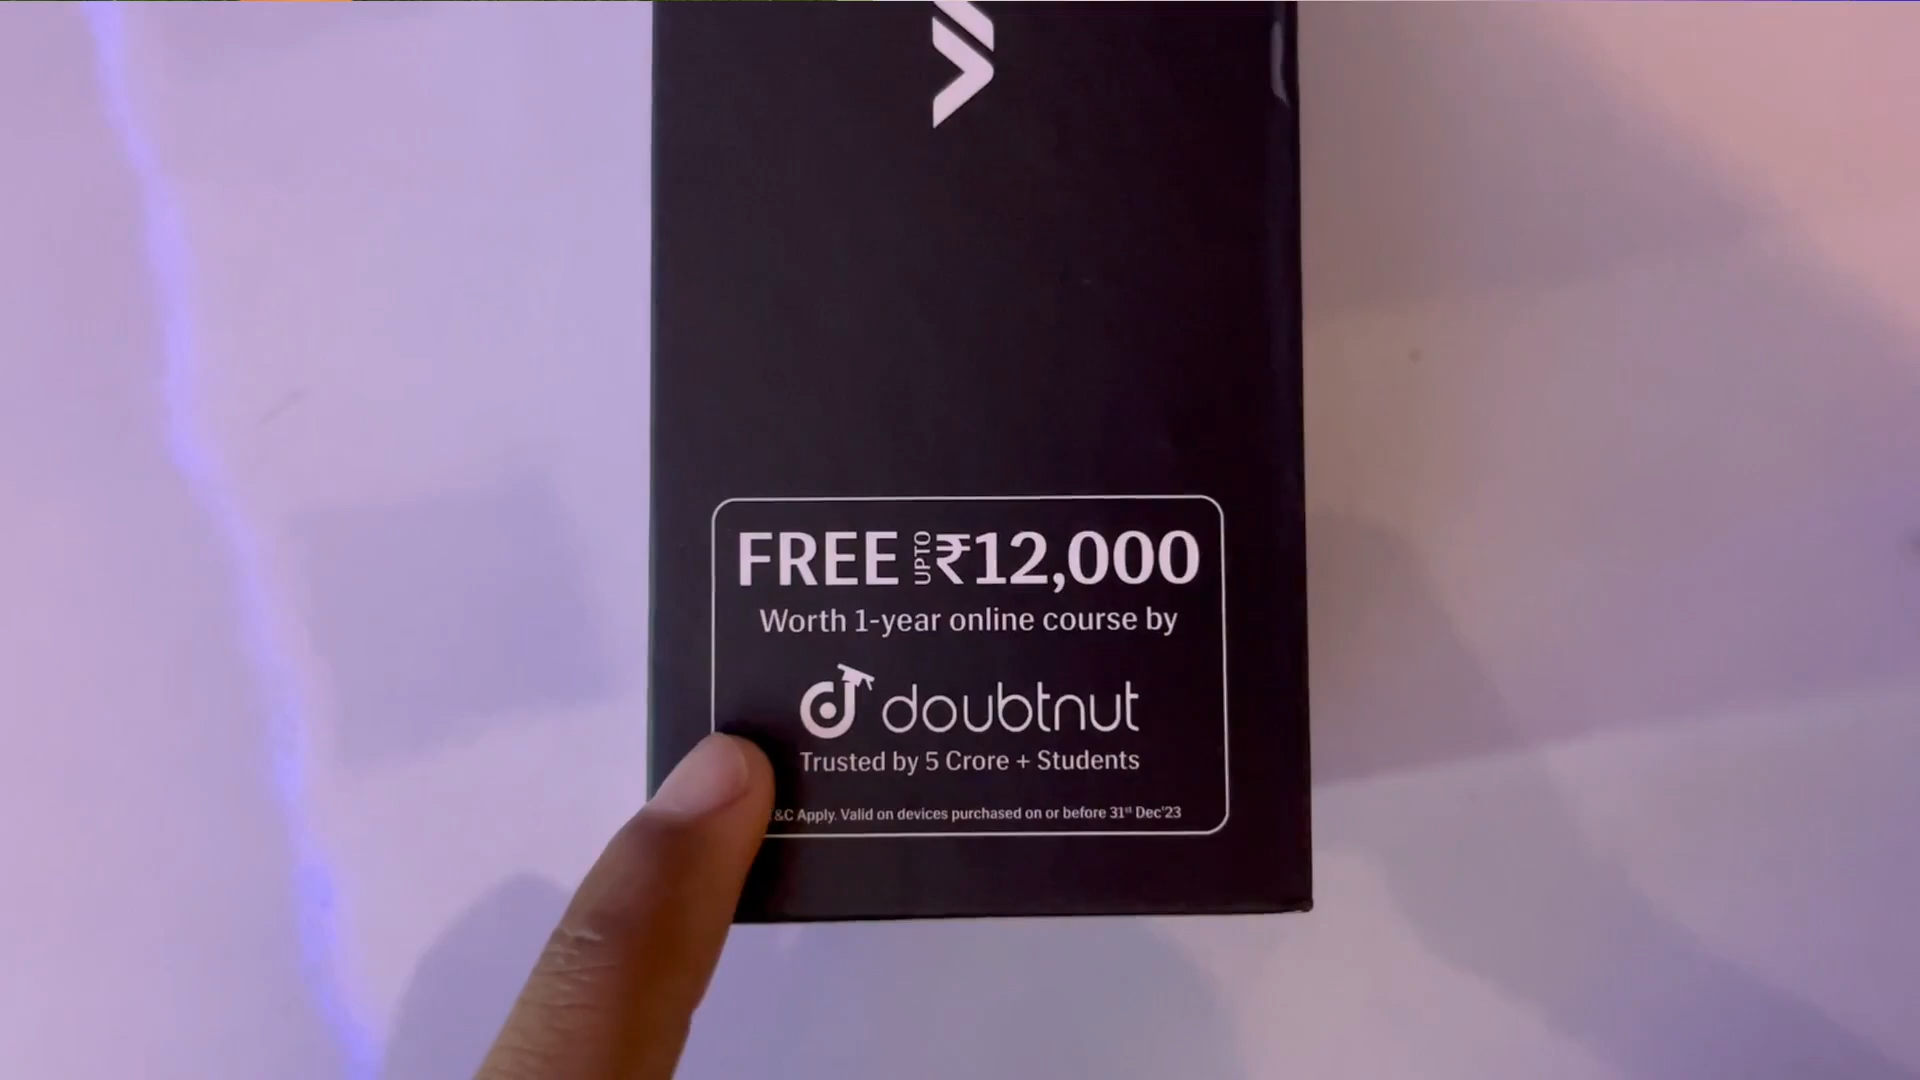 FREE UPTO ₹12,000
Worth 1-year online course by
doubtnut
Trusted by 5 Crore + Students
&C Apply. Valid on devices purchased on or before 31st Dec'23